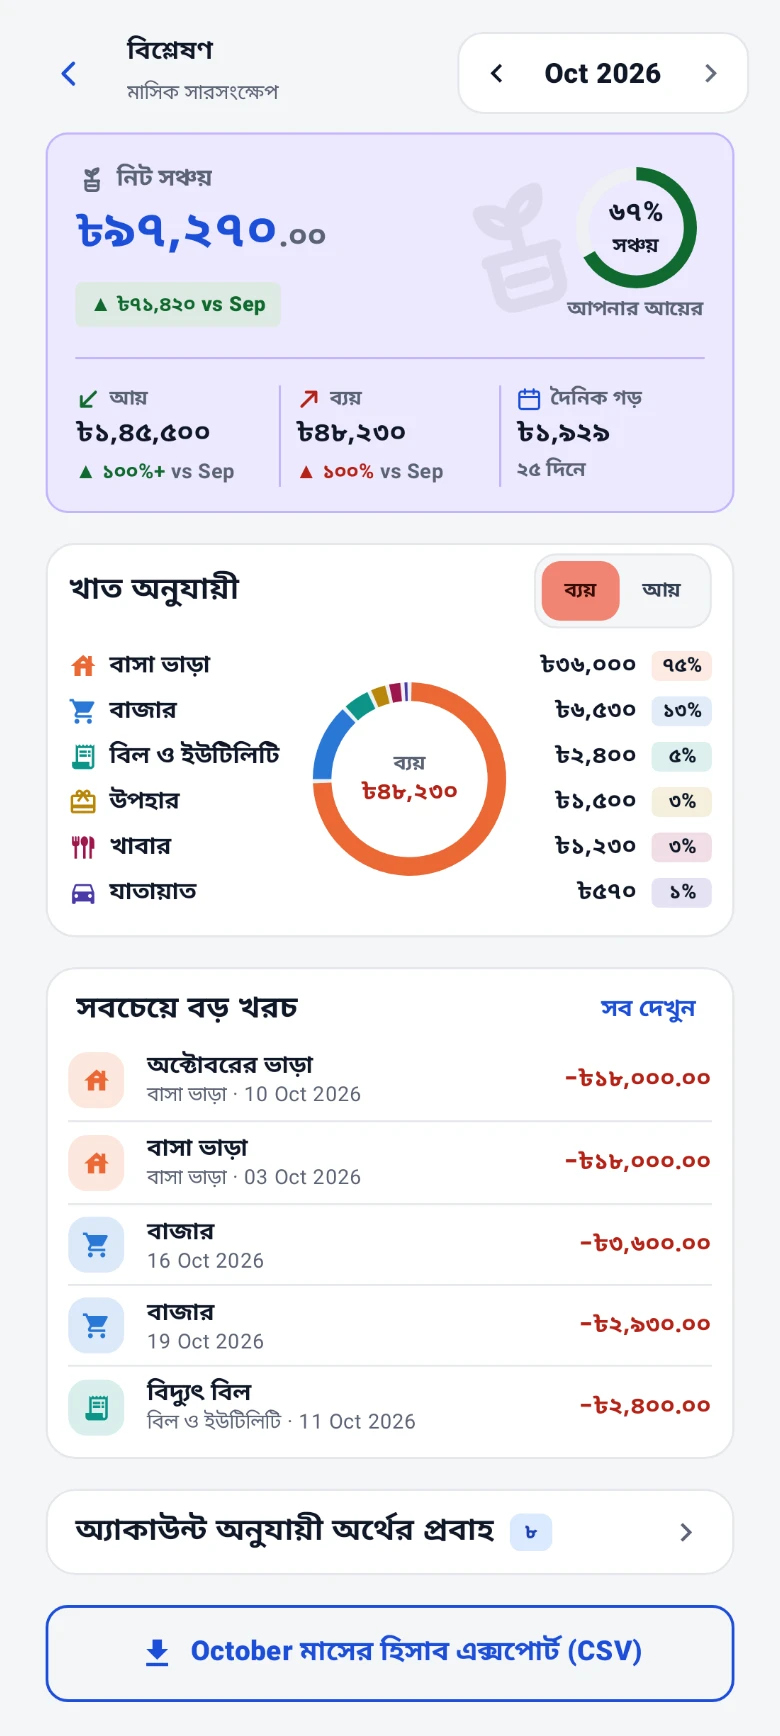 বিশ্লেষণ
মাসিক সারসংক্ষেপ
Oct 2026
নিট সঞ্চয়
৳৯৭,২৭০.০০
▲ ৳৭১,৪২০ vs Sep
৬৭%
সঞ্চয়
আপনার আয়ের
আয়
৳১,৪৫,৫০০
▲ ১০০%+ vs Sep
ব্যয়
৳৪৮,২৩০
▲ ১০০% vs Sep
দৈনিক গড়
৳১,৯২৯
২৫ দিনে
খাত অনুযায়ী
ব্যয় আয়
বাসা ভাড়া ৳৩৬,০০০ ৭৫%
বাজার ৳৬,৫৩০ ১৩%
বিল ও ইউটিলিটি ৳২,৪০০ ৫%
উপহার ৳১,৫০০ ৩%
খাবার ৳১,২৩০ ৩%
যাতায়াত ৳৫৭০ ১%
ব্যয়
৳৪৮,২৩০
সবচেয়ে বড় খরচ সব দেখুন
অক্টোবরের ভাড়া
বাসা ভাড়া · 10 Oct 2026
−৳১৮,০০০.০০
বাসা ভাড়া
বাসা ভাড়া · 03 Oct 2026
−৳১৮,০০০.০০
বাজার
16 Oct 2026
−৳৩,৬০০.০০
বাজার
19 Oct 2026
−৳২,৯৩০.০০
বিদ্যুৎ বিল
বিল ও ইউটিলিটি · 11 Oct 2026
−৳২,৪০০.০০
অ্যাকাউন্ট অনুযায়ী অর্থের প্রবাহ ৮
October মাসের হিসাব এক্সপোর্ট (CSV)